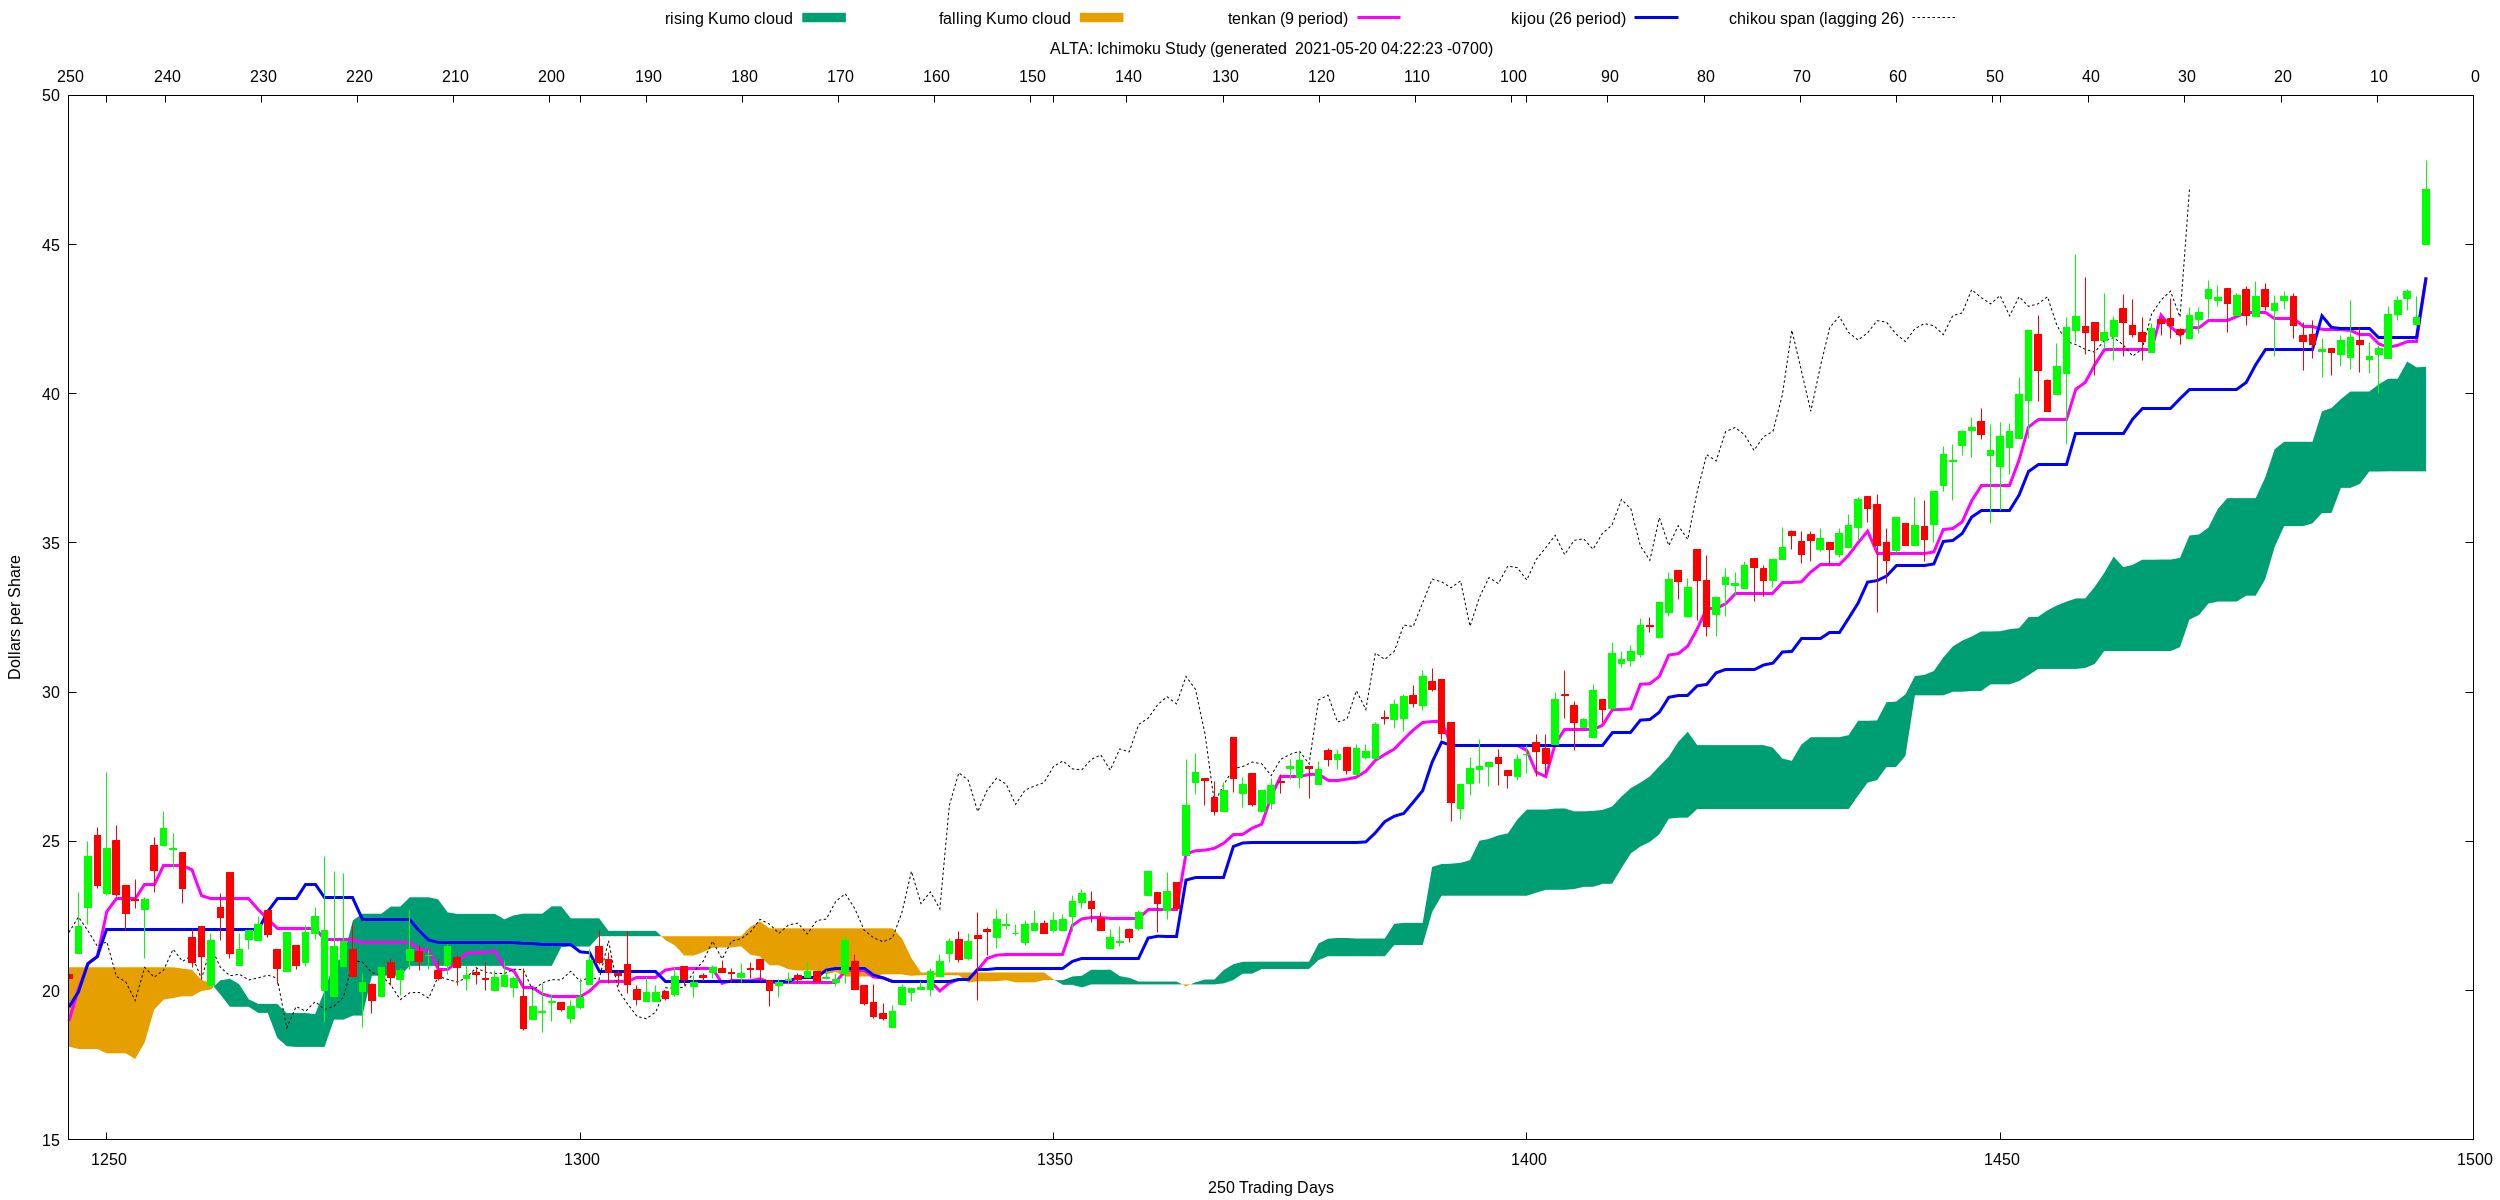 rising Kumo cloud falling Kumo cloud tenkan (9 period) kijou (26 period) chikou span (lagging 26)
ALTA: Ichimoku Study (generated  2021-05-20 04:22:23 -0700)
250 240 230 220 210 200 190 180 170 160 150 140 130 120 110 100 90 80 70 60 50 40 30 20 10 0
50
45
40
35
30
25
20
15
Dollars per Share
1250 1300 1350 1400 1450 1500
250 Trading Days